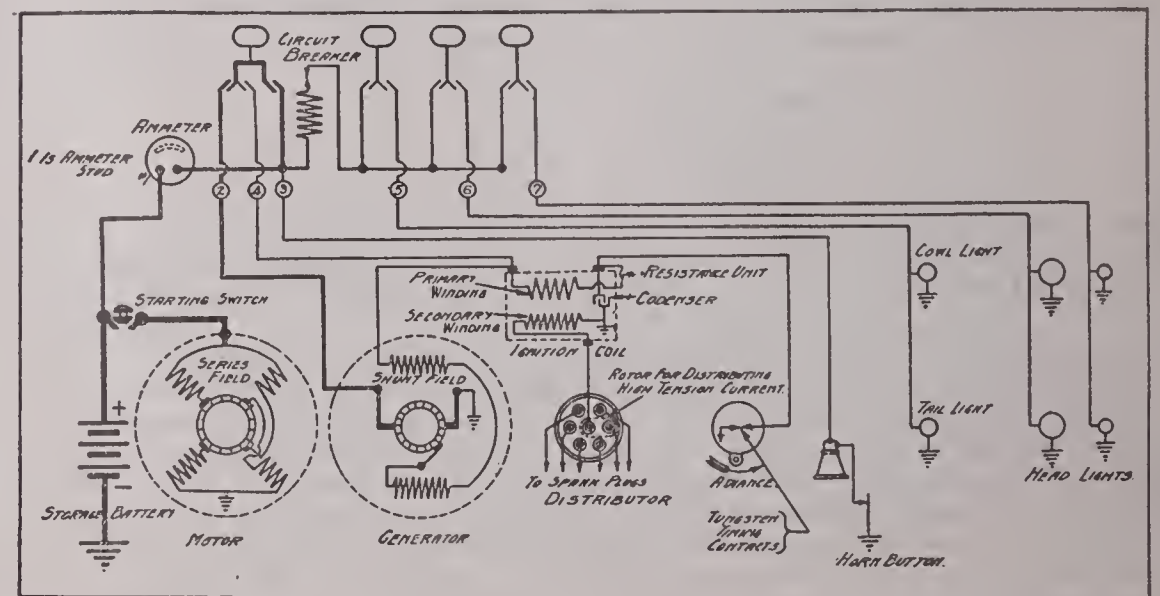 CIRCUIT
BREAKER
AMMETER
1 IS AMMETER
STUD
#1
2
4
3
5
6
7
COWL LIGHT
RESISTANCE UNIT
PRIMARY
WINDING
CODENSER
STARTING SWITCH
SECONDARY
WINDING
IGNITION COIL
SERIES
FIELD
SHUNT FIELD
ROTOR FOR DISTRIBUTING
HIGH TENSION CURRENT.
+
TAIL LIGHT
−
TO SPARK PLUGS
ADVANCE.
HEAD LIGHTS.
DISTRIBUTOR
STORAGE BATTERY
TUNGSTEN
TIMING
CONTACTS
MOTOR
GENERATOR
HORN BUTTON.